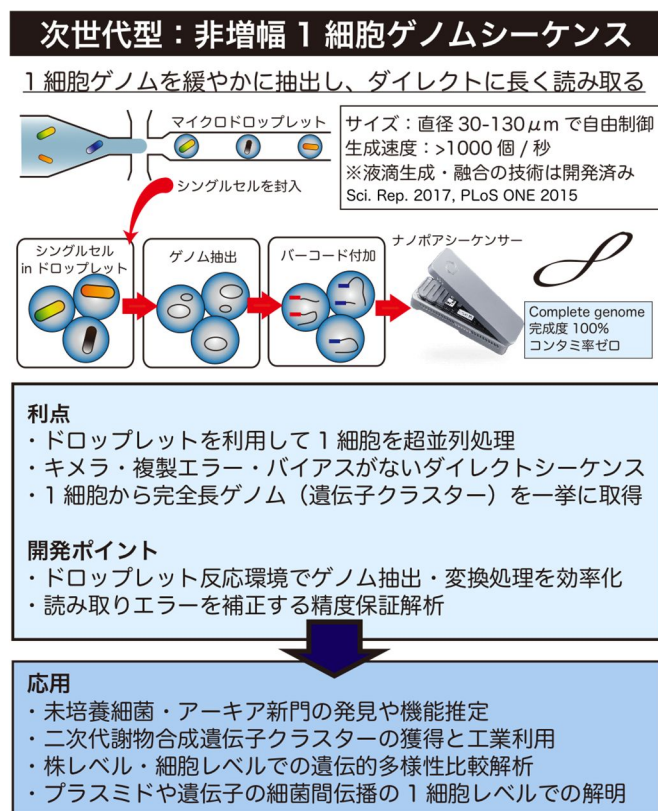 次世代型：非増幅 1 細胞ゲノムシーケンス
1 細胞ゲノムを緩やかに抽出し、ダイレクトに長く読み取る
マイクロドロップレット
シングルセルを封入
サイズ：直径 30-130μm で自由制御
生成速度：>1000 個 / 秒
※液滴生成・融合の技術は開発済み
Sci. Rep. 2017, PLoS ONE 2015
シングルセル
in ドロップレット
ゲノム抽出
バーコード付加
ナノポアシーケンサー
Complete genome
完成度 100%
コンタミ率ゼロ
利点
・ドロップレットを利用して 1 細胞を超並列処理
・キメラ・複製エラー・バイアスがないダイレクトシーケンス
・1 細胞から完全長ゲノム（遺伝子クラスター）を一挙に取得
開発ポイント
・ドロップレット反応環境でゲノム抽出・変換処理を効率化
・読み取りエラーを補正する精度保証解析
応用
・未培養細菌・アーキア新門の発見や機能推定
・二次代謝物合成遺伝子クラスターの獲得と工業利用
・株レベル・細胞レベルでの遺伝的多様性比較解析
・プラスミドや遺伝子の細菌間伝播の 1 細胞レベルでの解明